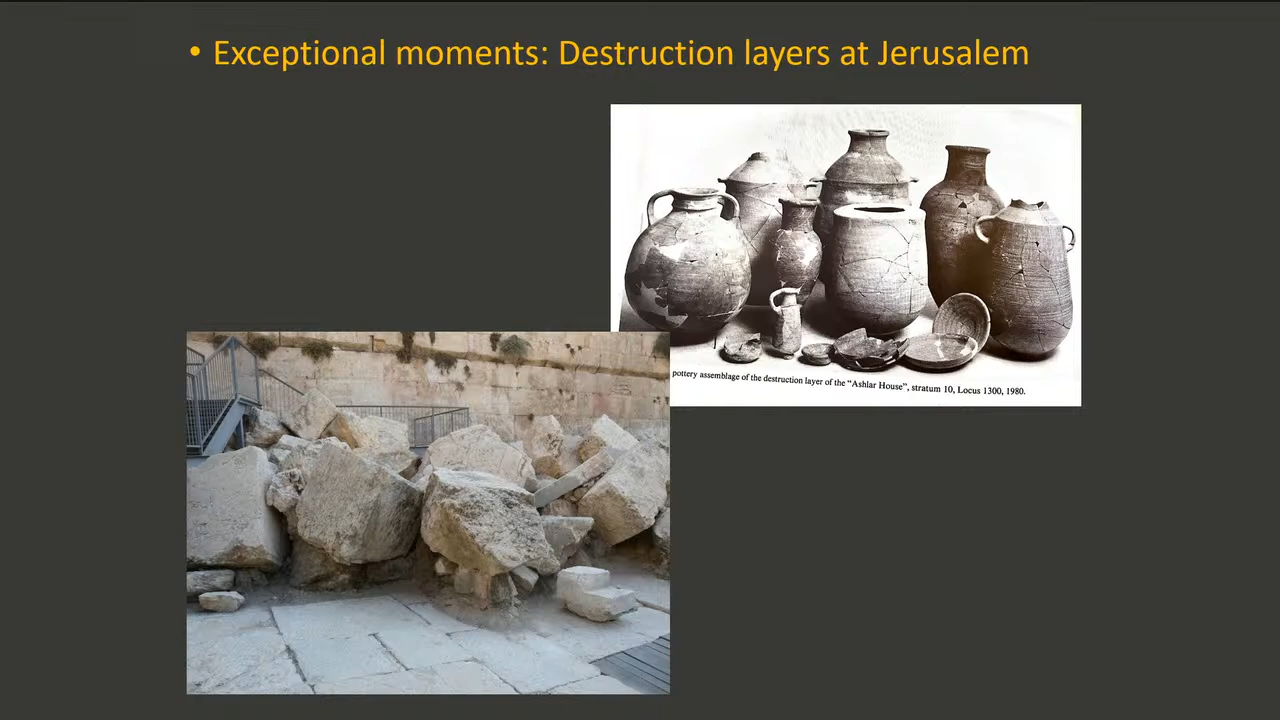 • Exceptional moments: Destruction layers at Jerusalem
pottery assemblage of the destruction layer of the “Ashlar House”, stratum 10, Locus 1300, 1980.